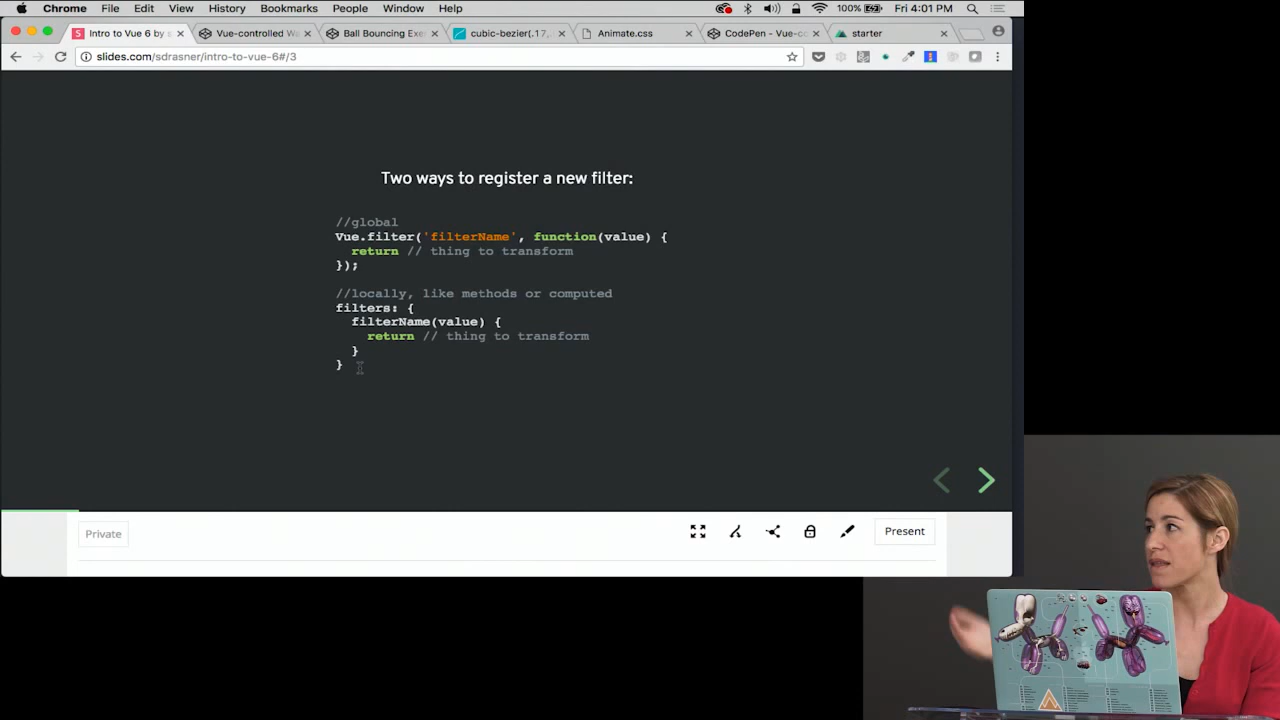 Chrome File Edit View History Bookmarks People Window Help 100% Fri 4:01 PM
Intro to Vue 6 by s Vue-controlled Wa Ball Bouncing Exe cubic-bezier(.17,. Animate.css CodePen - Vue-co starter
slides.com/sdrasner/intro-to-vue-6#/3
Two ways to register a new filter:
//global
Vue.filter('filterName', function(value) {
return // thing to transform
});
//locally, like methods or computed
filters: {
filterName(value) {
return // thing to transform
}
}
Private
Present